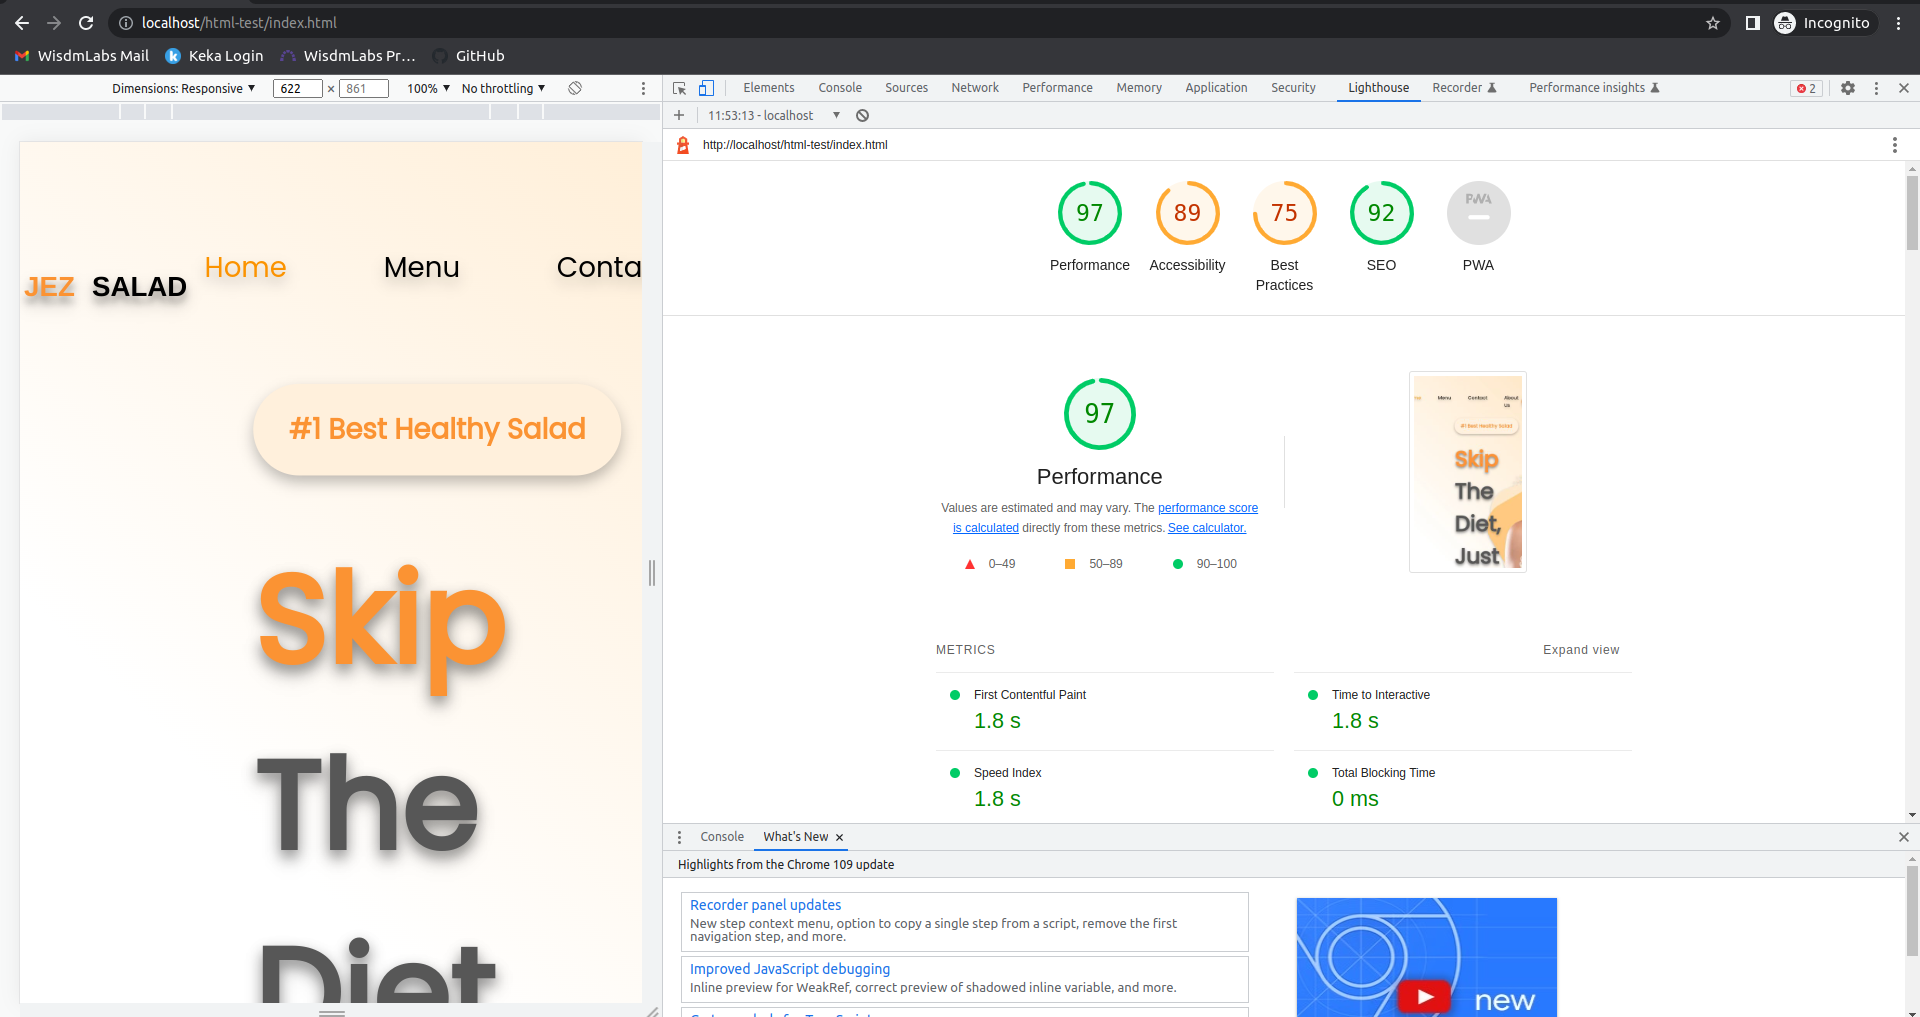 localhost/html-test/index.html
Incognito
WisdmLabs Mail
Keka Login
WisdmLabs Pr...
GitHub
Dimensions: Responsive
622
×
861
100%
No throttling
Elements
Console
Sources
Network
Performance
Memory
Application
Security
Lighthouse
Recorder
Performance insights
2
11:53:13 - localhost
http://localhost/html-test/index.html
JEZ SALAD
Home
Menu
Conta
#1 Best Healthy Salad
Skip
The
Diet
97
Performance
89
Accessibility
75
Best
Practices
92
SEO
PWA
PWA
97
Performance
Values are estimated and may vary. The performance score
is calculated directly from these metrics. See calculator.
0–49
50–89
90–100
Menu
Contact
About
us
#1 Best Healthy Salad
Skip
The
Diet,
Just
METRICS
Expand view
First Contentful Paint
1.8 s
Time to Interactive
1.8 s
Speed Index
1.8 s
Total Blocking Time
0 ms
Console
What's New
Highlights from the Chrome 109 update
Recorder panel updates
New step context menu, option to copy a single step from a script, remove the first
navigation step, and more.
Improved JavaScript debugging
Inline preview for WeakRef, correct preview of shadowed inline variable, and more.
new